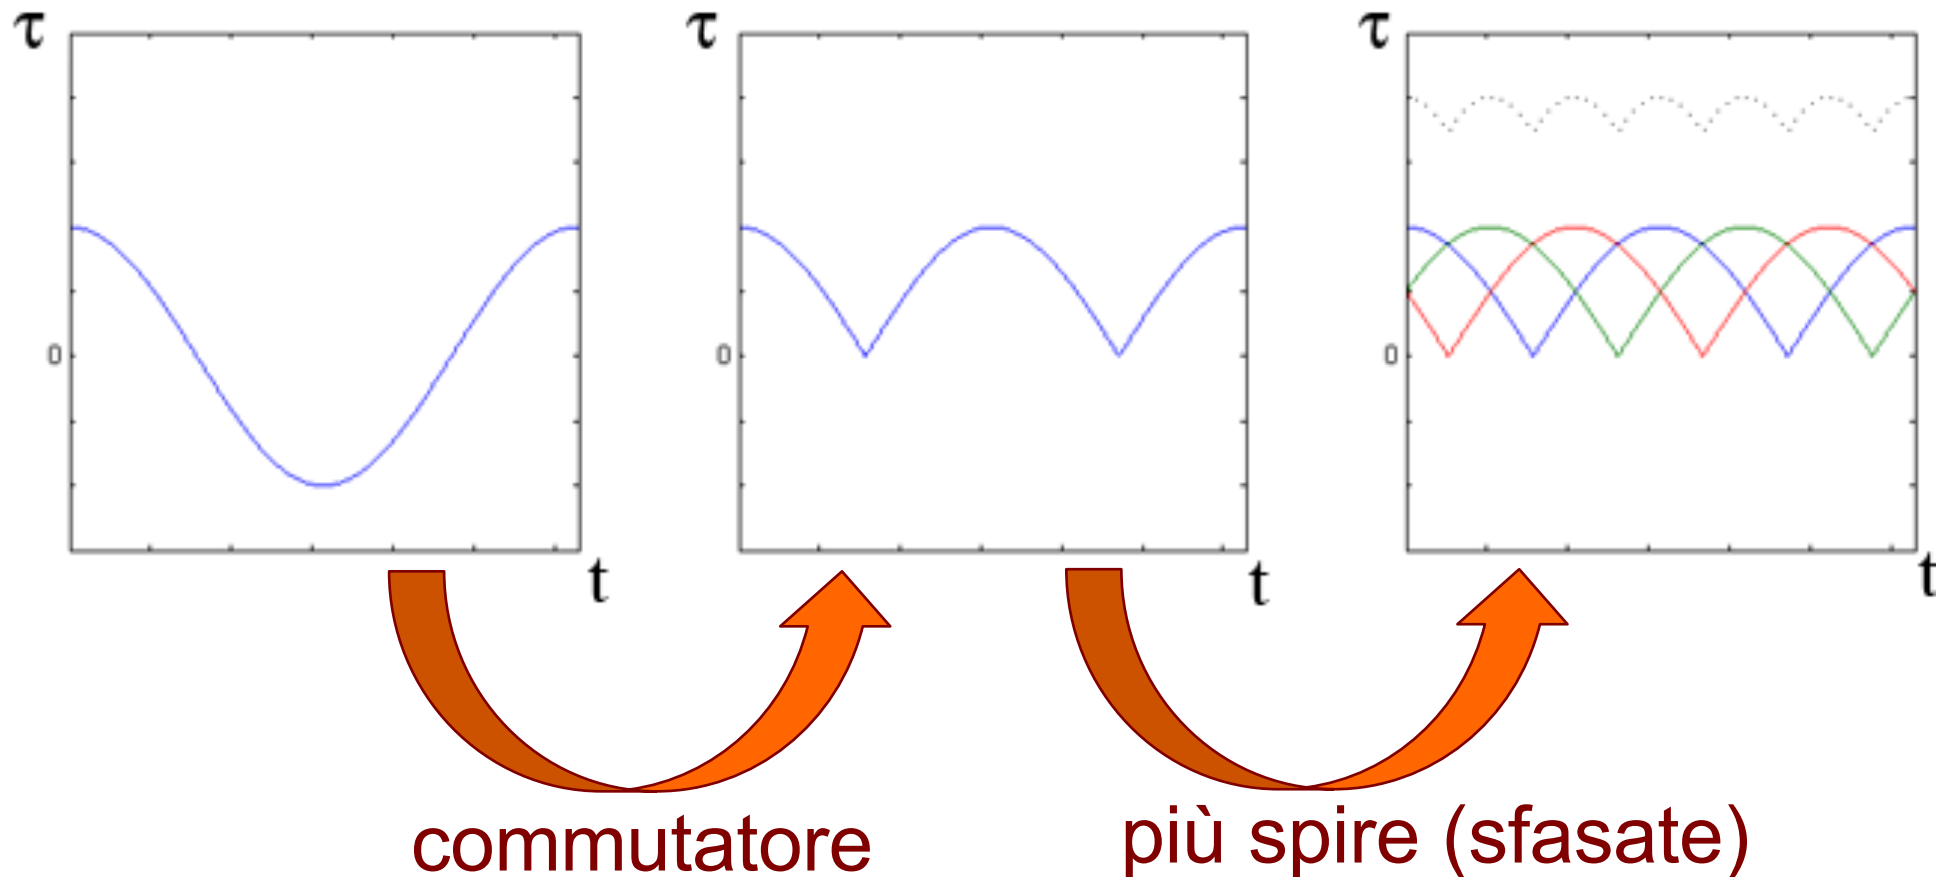 τ
τ
τ
0
0
0
t
t
t
commutatore
più spire (sfasate)